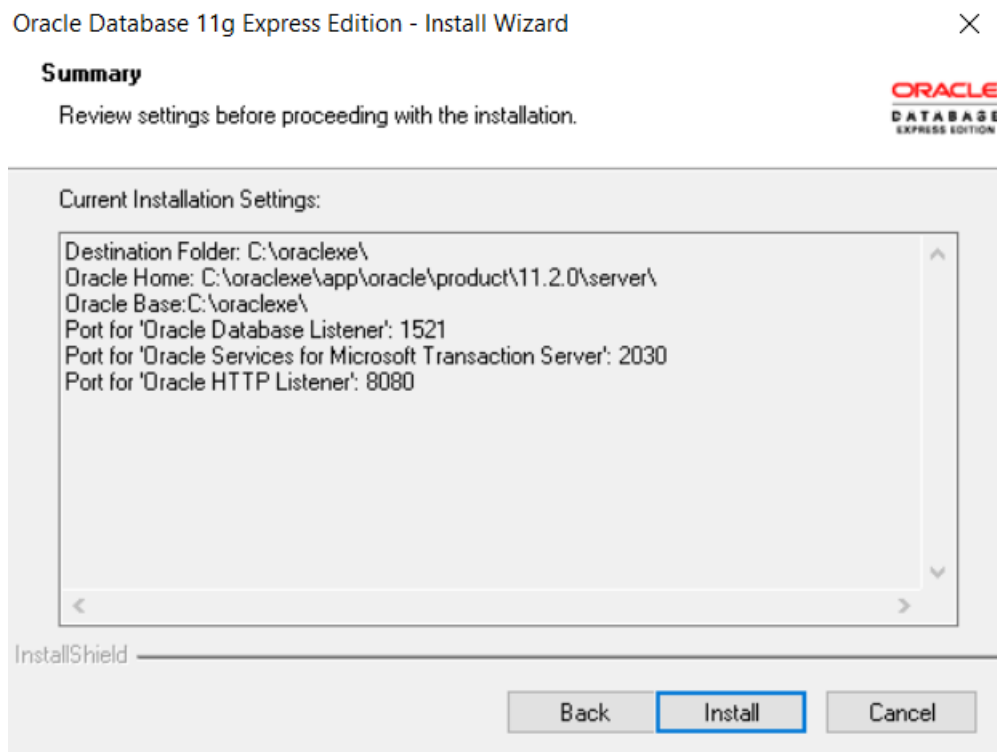 Oracle Database 11g Express Edition - Install Wizard
Summary
Review settings before proceeding with the installation.
ORACLE
DATABASE
EXPRESS EDITION
Current Installation Settings:
Destination Folder: C:\oraclexe\
Oracle Home: C:\oraclexe\app\oracle\product\11.2.0\server\
Oracle Base:C:\oraclexe\
Port for 'Oracle Database Listener': 1521
Port for 'Oracle Services for Microsoft Transaction Server': 2030
Port for 'Oracle HTTP Listener': 8080
InstallShield
Back Install Cancel